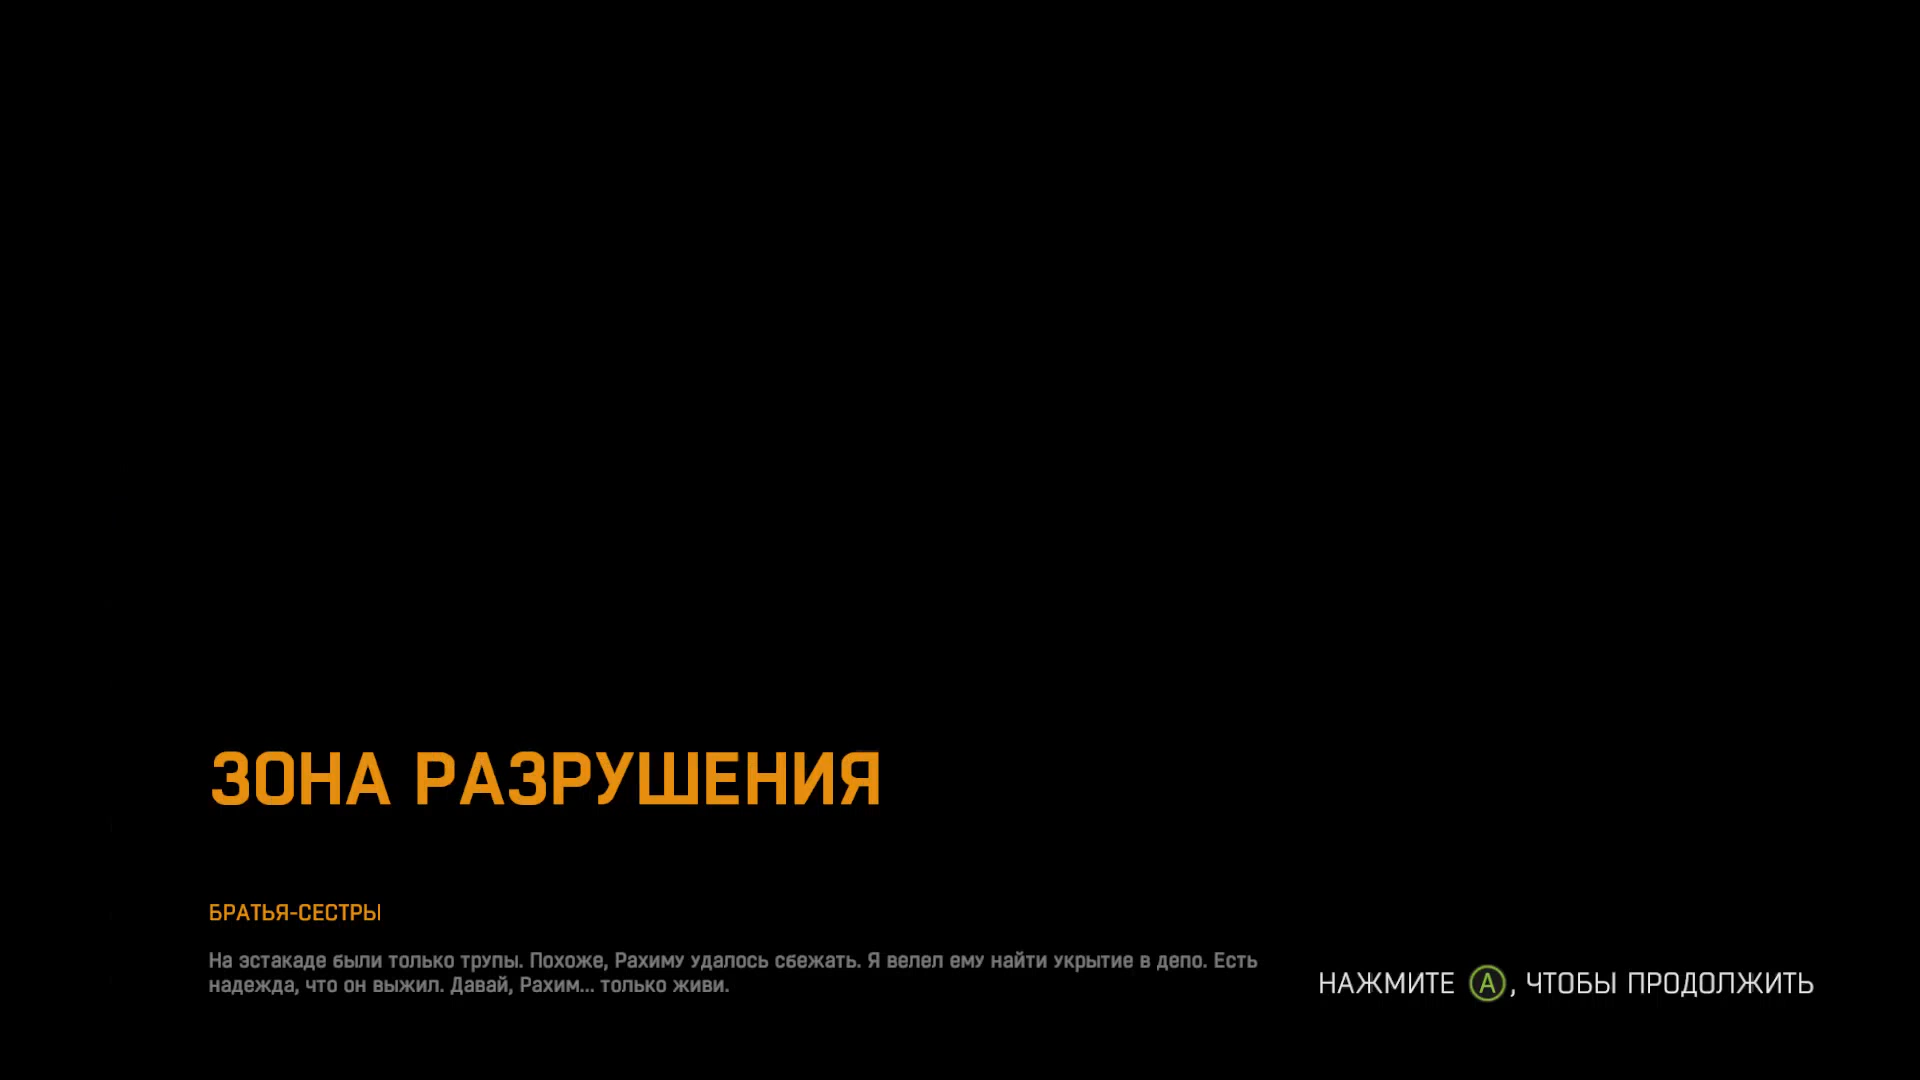 ЗОНА РАЗРУШЕНИЯ
БРАТЬЯ-СЕСТРЫ
На эстакаде были только трупы. Похоже, Рахиму удалось сбежать. Я велел ему найти укрытие в депо. Есть
надежда, что он выжил. Давай, Рахим... только живи.
НАЖМИТЕ A, ЧТОБЫ ПРОДОЛЖИТЬ